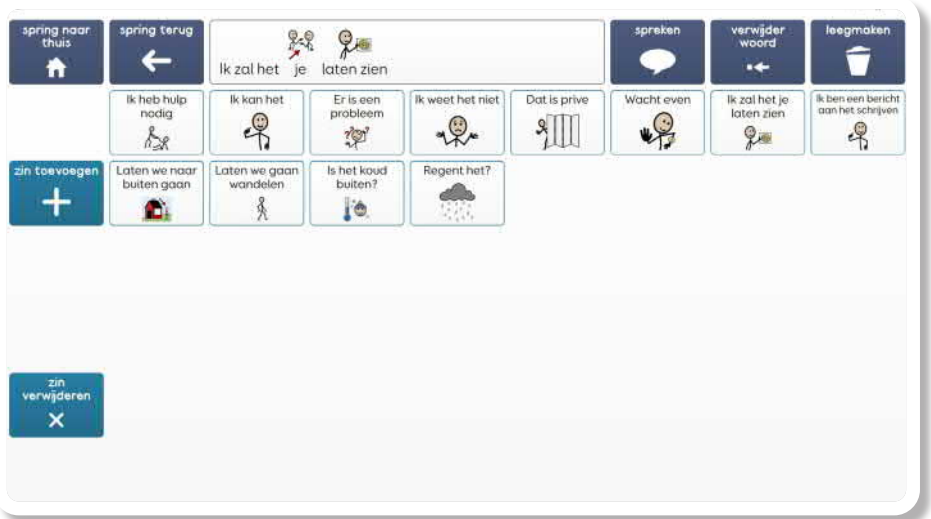 spring naar
thuis
spring terug
Ik zal het je laten zien
spreken
verwijder
woord
leegmaken
Ik heb hulp
nodig
Ik kan het
Er is een
probleem
Ik weet het niet
Dat is prive
Wacht even
Ik zal het je
laten zien
Ik ben een bericht
aan het schrijven
zin toevoegen
Laten we naar
buiten gaan
Laten we gaan
wandelen
Is het koud
buiten?
Regent het?
zin
verwijderen